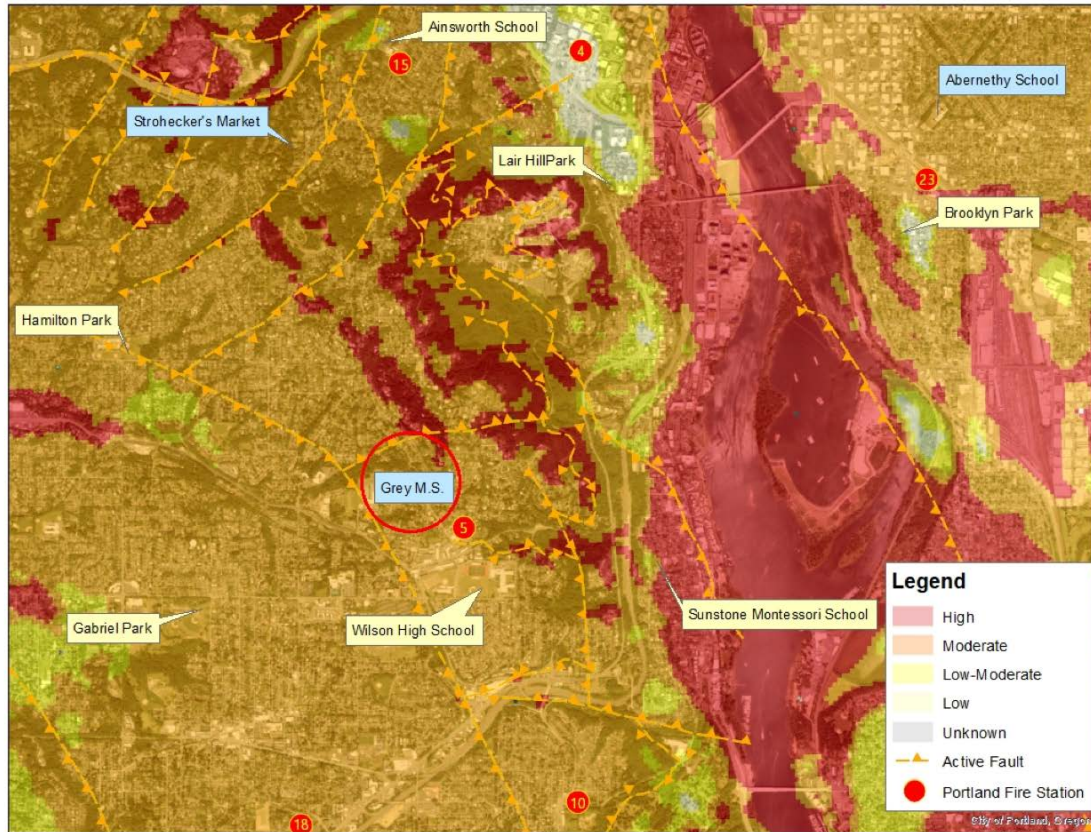 Ainsworth School
4
15
Abernethy School
Strohecker's Market
Lair HillPark
23
Brooklyn Park
Hamilton Park
Grey M.S.
5
Gabriel Park
Wilson High School
Sunstone Montessori School
10
18
Legend
High
Moderate
Low-Moderate
Low
Unknown
Active Fault
Portland Fire Station
City of Portland, Orego